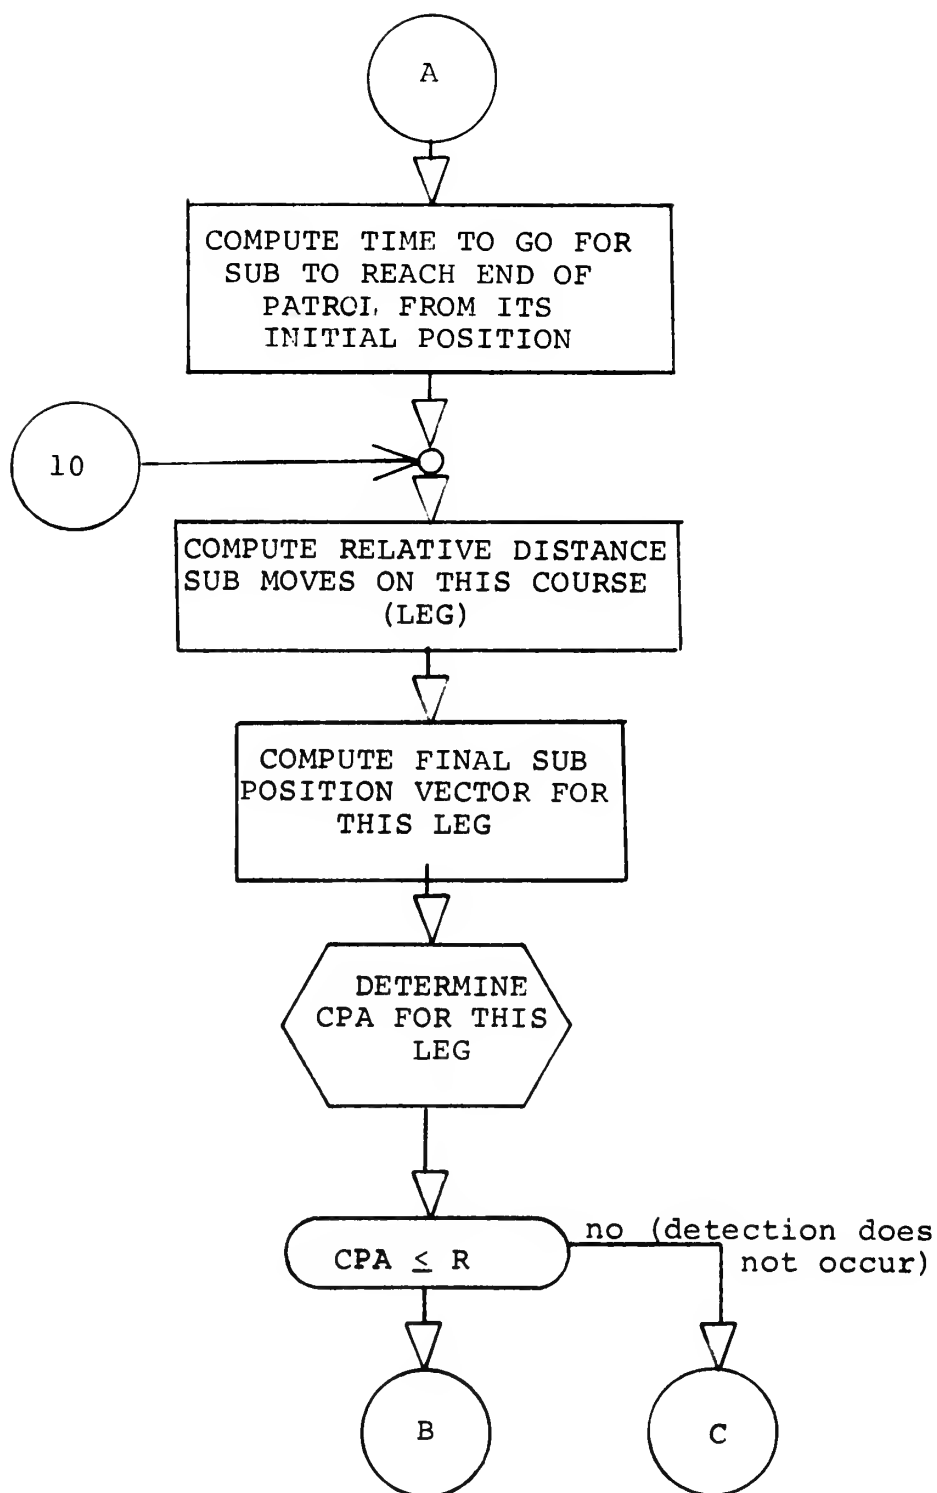 A
COMPUTE TIME TO GO FOR
SUB TO REACH END OF
PATROL FROM ITS
INITIAL POSITION
10
COMPUTE RELATIVE DISTANCE
SUB MOVES ON THIS COURSE
(LEG)
COMPUTE FINAL SUB
POSITION VECTOR FOR
THIS LEG
DETERMINE
CPA FOR THIS
LEG
CPA ≤ R
no (detection does
not occur)
B
C